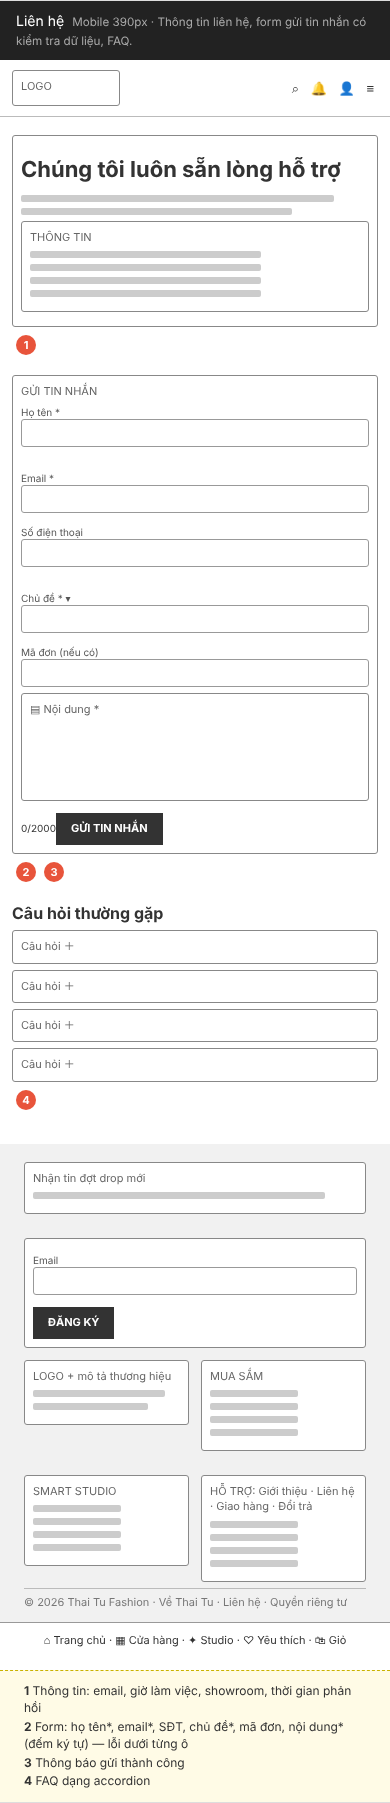 Liên hệ Mobile 390px · Thông tin liên hệ, form gửi tin nhắn có
kiểm tra dữ liệu, FAQ.
LOGO
Chúng tôi luôn sẵn lòng hỗ trợ
THÔNG TIN
1
GỬI TIN NHẮN
Họ tên *
Email *
Số điện thoại
Chủ đề * ▾
Mã đơn (nếu có)
▤ Nội dung *
0/2000 GỬI TIN NHẮN
2 3
Câu hỏi thường gặp
Câu hỏi +
Câu hỏi +
Câu hỏi +
Câu hỏi +
4
Nhận tin đợt drop mới
Email
ĐĂNG KÝ
LOGO + mô tả thương hiệu
MUA SẮM
SMART STUDIO
HỖ TRỢ: Giới thiệu · Liên hệ
· Giao hàng · Đổi trả
© 2026 Thai Tu Fashion · Về Thai Tu · Liên hệ · Quyền riêng tư
⌂ Trang chủ · ▦ Cửa hàng · ✦ Studio · ♡ Yêu thích · 🛍 Giỏ
1 Thông tin: email, giờ làm việc, showroom, thời gian phản
hồi
2 Form: họ tên*, email*, SĐT, chủ đề*, mã đơn, nội dung*
(đếm ký tự) — lỗi dưới từng ô
3 Thông báo gửi thành công
4 FAQ dạng accordion